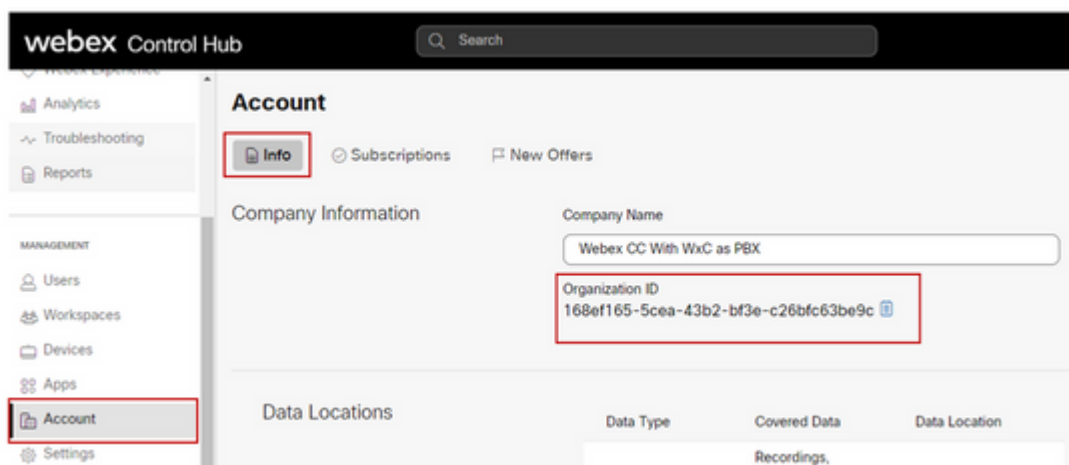 webex Control Hub
Search
Webex Experience
Analytics
Troubleshooting
Reports
MANAGEMENT
Users
Workspaces
Devices
Apps
Account
Settings
Account
Info
Subscriptions
New Offers
Company Information
Company Name
Webex CC With WxC as PBX
Organization ID
168ef165-5cea-43b2-bf3e-c26bfc63be9c
Data Locations
Data Type
Covered Data
Data Location
Recordings,